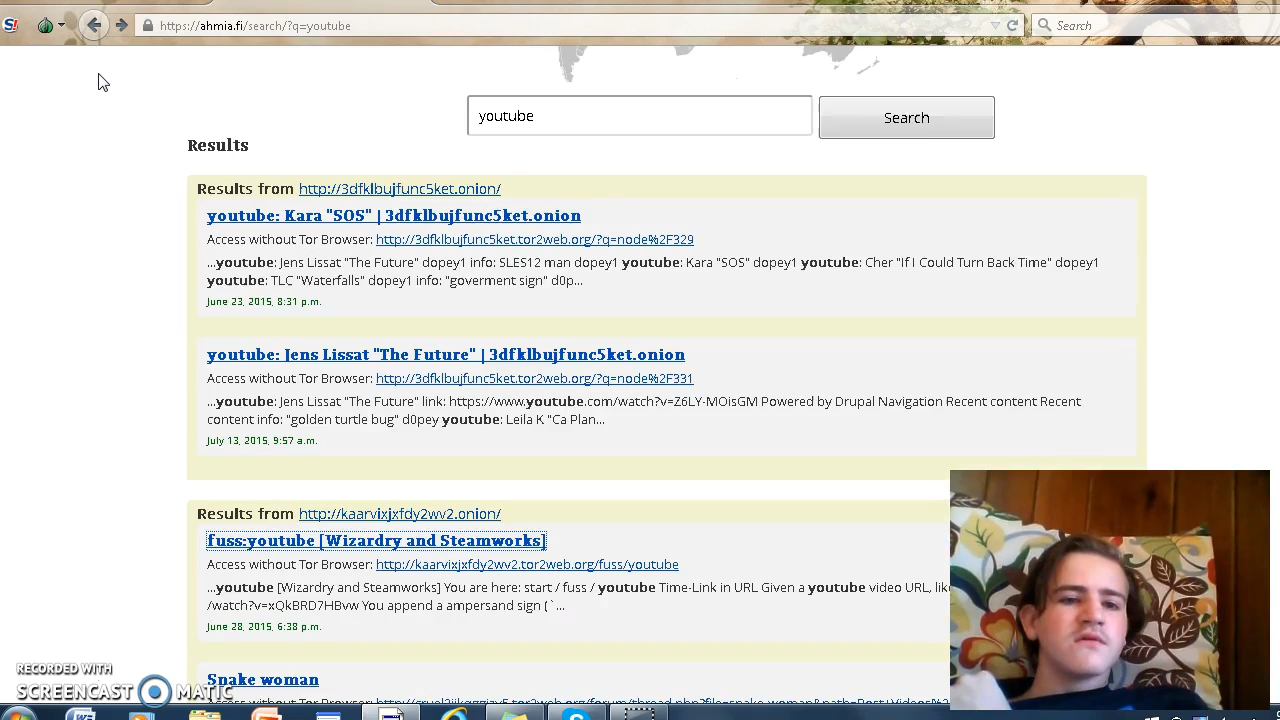 https://ahmia.fi/search/?q=youtube
Search
youtube
Search
Results
Results from http://3dfklbujfunc5ket.onion/
youtube: Kara "SOS" | 3dfklbujfunc5ket.onion
Access without Tor Browser: http://3dfklbujfunc5ket.tor2web.org/?q=node%2F329
...youtube: Jens Lissat "The Future" dopey1 info: SLES12 man dopey1 youtube: Kara "SOS" dopey1 youtube: Cher "If I Could Turn Back Time" dopey1
youtube: TLC "Waterfalls" dopey1 info: "goverment sign" d0p...
June 23, 2015, 8:31 p.m.
youtube: Jens Lissat "The Future" | 3dfklbujfunc5ket.onion
Access without Tor Browser: http://3dfklbujfunc5ket.tor2web.org/?q=node%2F331
...youtube: Jens Lissat "The Future" link: https://www.youtube.com/watch?v=Z6LY-MOisGM Powered by Drupal Navigation Recent content Recent
content info: "golden turtle bug" d0pey youtube: Leila K "Ca Plan...
July 13, 2015, 9:57 a.m.
Results from http://kaarvixjxfdy2wv2.onion/
fuss:youtube [Wizardry and Steamworks]
Access without Tor Browser: http://kaarvixjxfdy2wv2.tor2web.org/fuss/youtube
...youtube [Wizardry and Steamworks] You are here: start / fuss / youtube Time-Link in URL Given a youtube video URL,
/watch?v=xQkBRD7HBvw You append a ampersand sign ( `...
June 28, 2015, 6:38 p.m.
Snake woman
RECORDED WITH
SCREENCAST MATIC